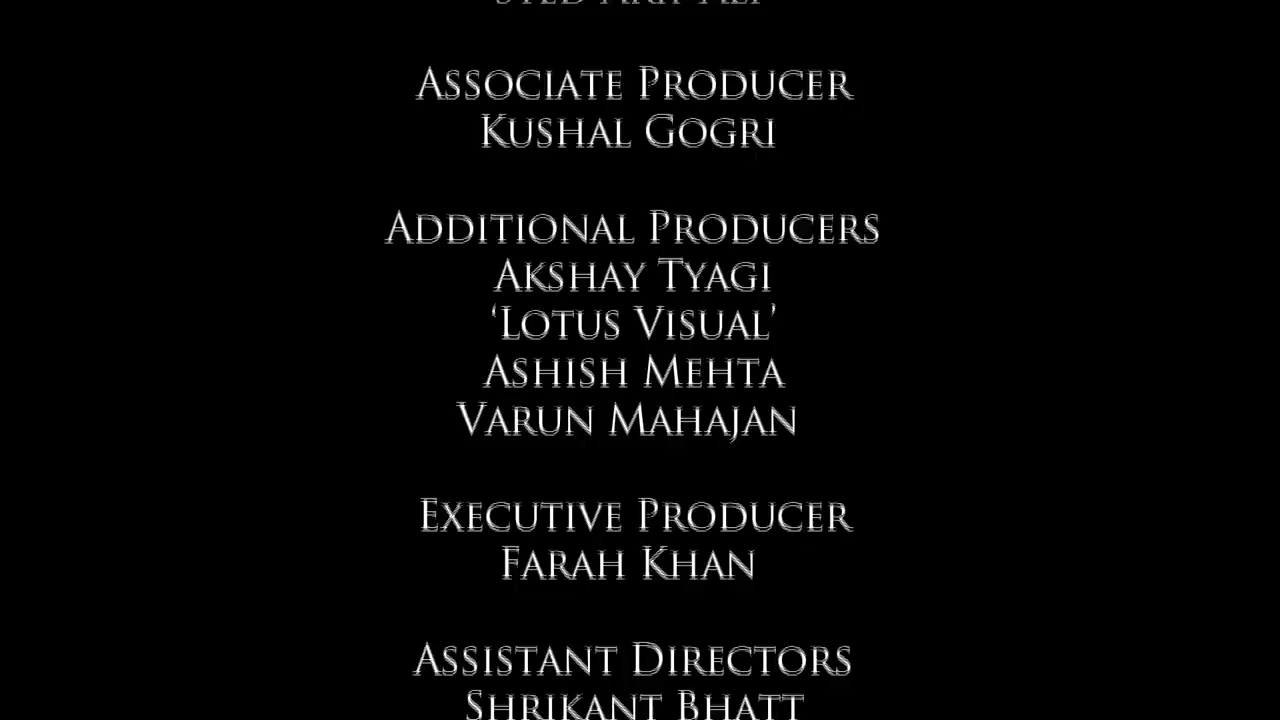 Associate Producer
Kushal Gogri
Additional Producers
Akshay Tyagi
‘Lotus Visual’
Ashish Mehta
Varun Mahajan
Executive Producer
Farah Khan
Assistant Directors
Shrikant Bhatt